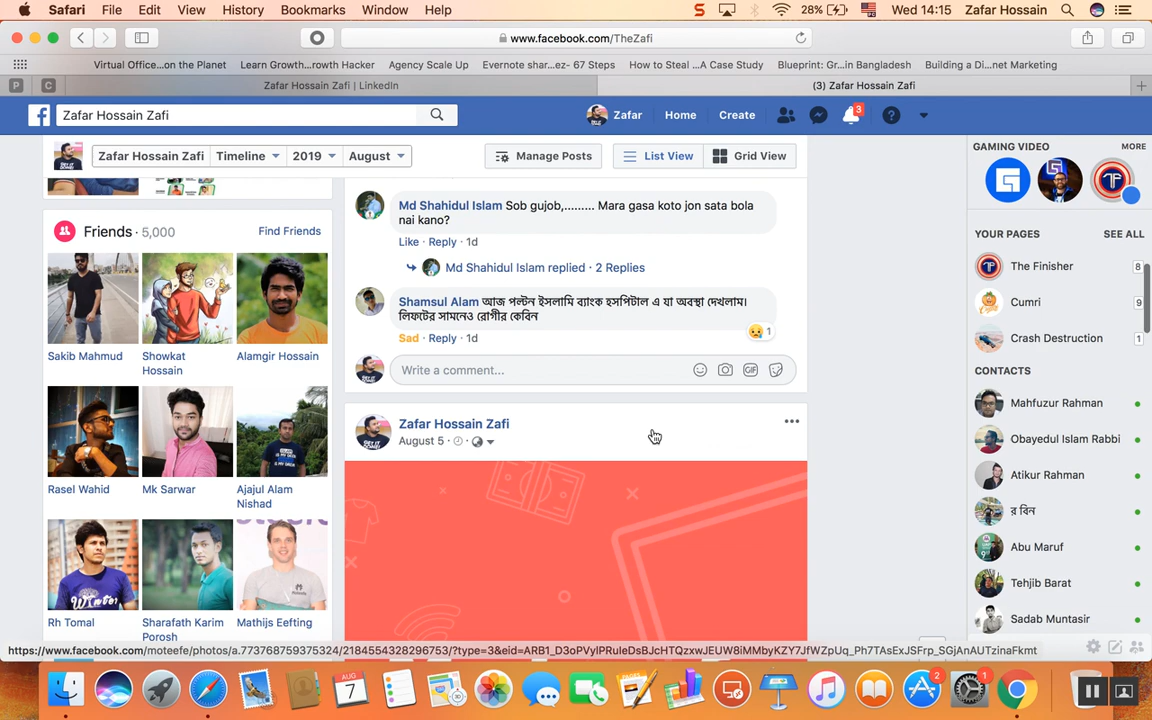 Safari File Edit View History Bookmarks Window Help
S 28% Wed 14:15 Zafar Hossain
www.facebook.com/TheZafi
Virtual Office...on the Planet Learn Growth...rowth Hacker Agency Scale Up Evernote shar...ez- 67 Steps How to Steal ...A Case Study Blueprint: Gr...in Bangladesh Building a Di...net Marketing
P C Zafar Hossain | LinkedIn (3) Zafar Hossain Zafi
Zafar Hossain Zafi
Zafar Home Create 3
Zafar Hossain Zafi Timeline 2019 August Manage Posts List View Grid View
Friends · 5,000 Find Friends
Sakib Mahmud
Showkat
Hossain
Alamgir Hossain
Rasel Wahid
Mk Sarwar
Ajajul Alam
Nishad
Rh Tomal
Sharafath Karim
Porosh
Mathijs Eefting
Md Shahidul Islam Sob gujob,......... Mara gasa koto jon sata bola
nai kano?
Like · Reply · 1d
Md Shahidul Islam replied · 2 Replies
Shamsul Alam আজ পল্টন ইসলামি ব্যাংক হসপিটাল এ যা অবস্থা দেখলাম।
লিফটের সামনেও রোগীর কেবিন
1
Sad · Reply · 1d
Write a comment...
GIF
Zafar Hossain Zafi
August 5 ·
GAMING VIDEO MORE
YOUR PAGES SEE ALL
The Finisher 8
Cumri 9
Crash Destruction 1
CONTACTS
Mahfuzur Rahman
Obayedul Islam Rabbi
Atikur Rahman
র বিন
Abu Maruf
Tehjib Barat
Sadab Muntasir
https://www.facebook.com/moteefe/photos/a.773768759375324/2184554328296753/?type=3&eid=ARB1_D3oPVylPRuleDsBJcHTQzxwJEUW8iMMbyKZY7JfWZpUq_Ph7TAsExJSFrp_SGjAnAUTzinaFkmt
AUG
7
2
1